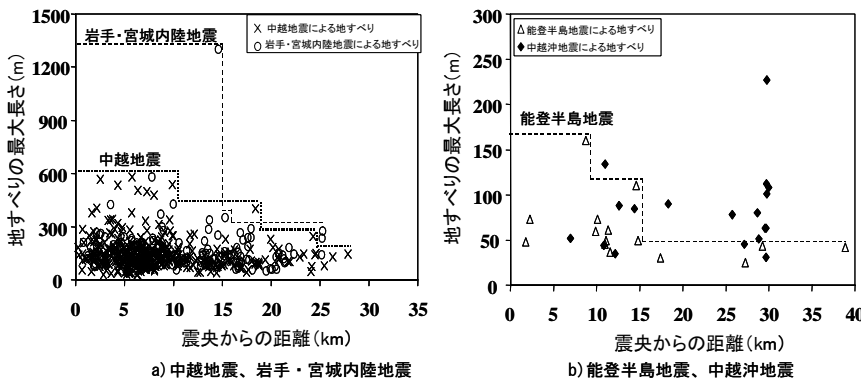 地すべりの最大長さ(m)
1500
1200
900
600
300
0
岩手・宮城内陸地震
中越地震
× 中越地震による地すべり
○ 岩手・宮城内陸地震による地すべり
0 5 10 15 20 25 30 35
震央からの距離(km)
a)中越地震、岩手・宮城内陸地震
地すべりの最大長さ(m)
300
250
200
150
100
50
0
能登半島地震
△ 能登半島地震による地すべり
◆ 中越沖地震による地すべり
0 10 20 30 40
震央からの距離(km)
b)能登半島地震、中越沖地震